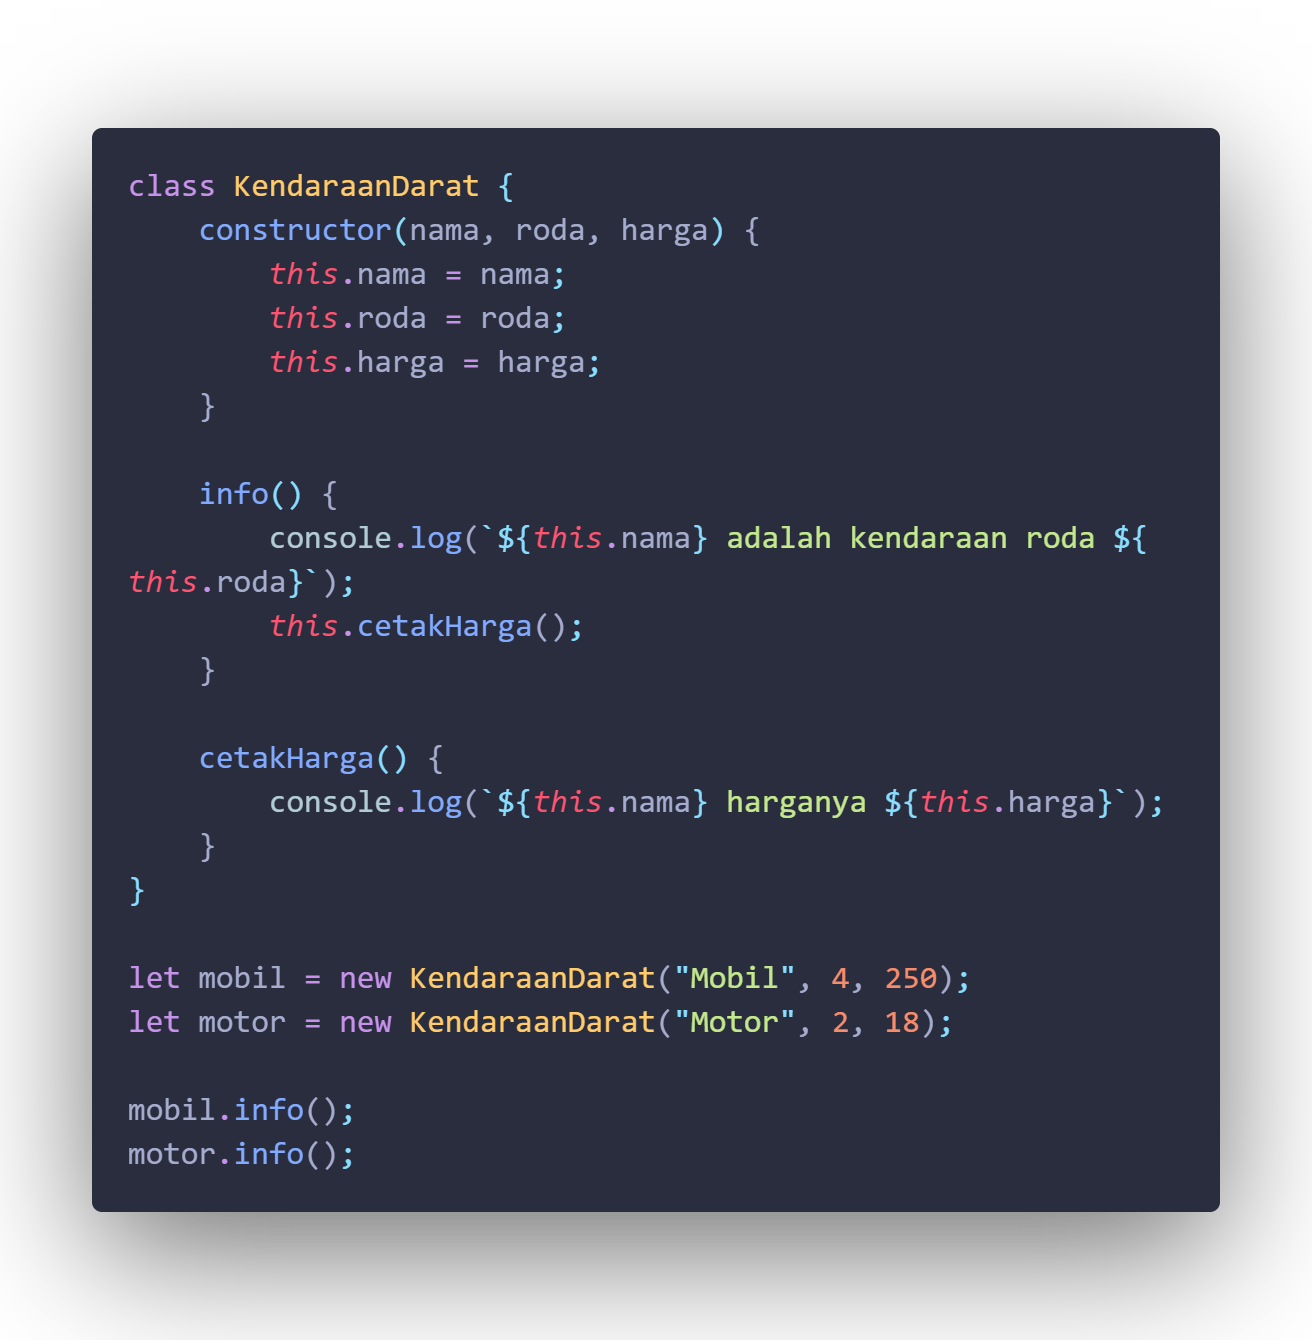 class KendaraanDarat {
    constructor(nama, roda, harga) {
        this.nama = nama;
        this.roda = roda;
        this.harga = harga;
    }

    info() {
        console.log(`${this.nama} adalah kendaraan roda ${
this.roda}`);
        this.cetakHarga();
    }

    cetakHarga() {
        console.log(`${this.nama} harganya ${this.harga}`);
    }
}

let mobil = new KendaraanDarat("Mobil", 4, 250);
let motor = new KendaraanDarat("Motor", 2, 18);

mobil.info();
motor.info();